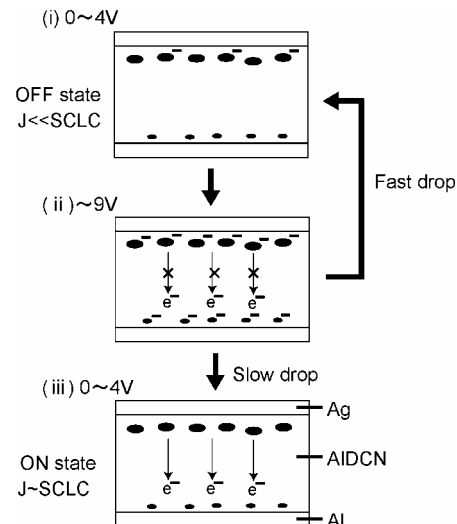 (i) 0~4V
OFF state
J<<SCLC
Fast drop
(ii)~9V
e⁻ e⁻ e⁻
Slow drop
(iii) 0~4V
Ag
AIDCN
ON state
J~SCLC
e⁻ e⁻ e⁻
Al